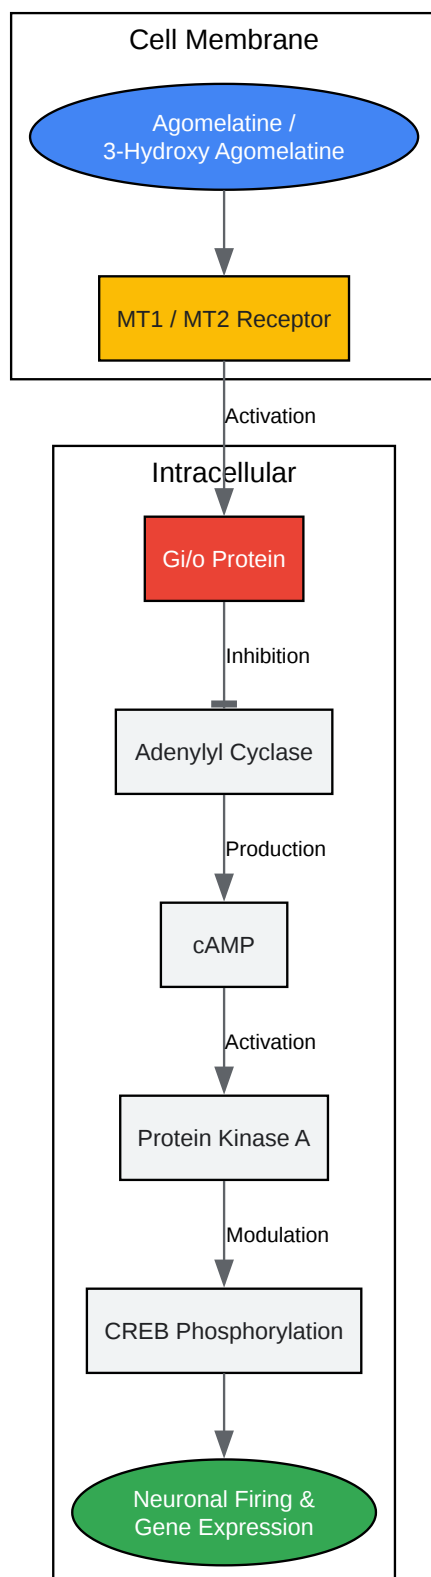 Cell Membrane
Agomelatine /
3-Hydroxy Agomelatine
MT1 / MT2 Receptor
Activation
Intracellular
Gi/o Protein
Inhibition
Adenylyl Cyclase
Production
cAMP
Activation
Protein Kinase A
Modulation
CREB Phosphorylation
Neuronal Firing &
Gene Expression